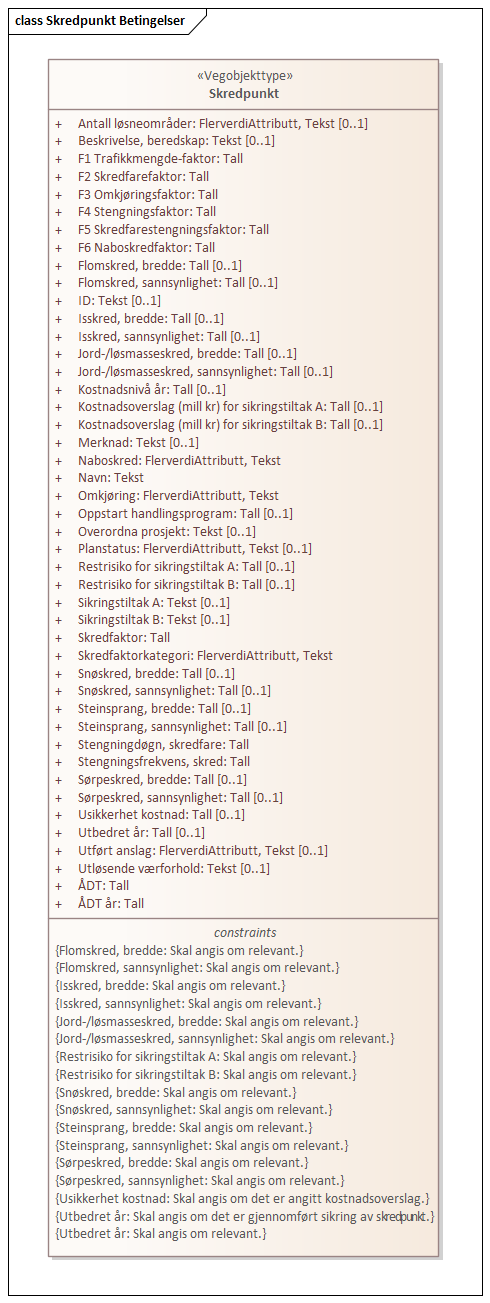 class Skredpunkt Betingelser
«Vegobjekttype»
Skredpunkt
+ Antall løsneområder: FlerverdiAttributt, Tekst [0..1]
+ Beskrivelse, beredskap: Tekst [0..1]
+ F1 Trafikkmengde-faktor: Tall
+ F2 Skredfarefaktor: Tall
+ F3 Omkjøringsfaktor: Tall
+ F4 Stengningsfaktor: Tall
+ F5 Skredfarestengningsfaktor: Tall
+ F6 Naboskredfaktor: Tall
+ Flomskred, bredde: Tall [0..1]
+ Flomskred, sannsynlighet: Tall [0..1]
+ ID: Tekst [0..1]
+ Isskred, bredde: Tall [0..1]
+ Isskred, sannsynlighet: Tall [0..1]
+ Jord-/løsmasseskred, bredde: Tall [0..1]
+ Jord-/løsmasseskred, sannsynlighet: Tall [0..1]
+ Kostnadsnivå år: Tall [0..1]
+ Kostnadsoverslag (mill kr) for sikringstiltak A: Tall [0..1]
+ Kostnadsoverslag (mill kr) for sikringstiltak B: Tall [0..1]
+ Merknad: Tekst [0..1]
+ Naboskred: FlerverdiAttributt, Tekst
+ Navn: Tekst
+ Omkjøring: FlerverdiAttributt, Tekst
+ Oppstart handlingsprogram: Tall [0..1]
+ Overordna prosjekt: Tekst [0..1]
+ Planstatus: FlerverdiAttributt, Tekst [0..1]
+ Restrisiko for sikringstiltak A: Tall [0..1]
+ Restrisiko for sikringstiltak B: Tall [0..1]
+ Sikringstiltak A: Tekst [0..1]
+ Sikringstiltak B: Tekst [0..1]
+ Skredfaktor: Tall
+ Skredfaktorkategori: FlerverdiAttributt, Tekst
+ Snøskred, bredde: Tall [0..1]
+ Snøskred, sannsynlighet: Tall [0..1]
+ Steinsprang, bredde: Tall [0..1]
+ Steinsprang, sannsynlighet: Tall [0..1]
+ Stengningdøgn, skredfare: Tall
+ Stengningsfrekvens, skred: Tall
+ Sørpeskred, bredde: Tall [0..1]
+ Sørpeskred, sannsynlighet: Tall [0..1]
+ Usikkerhet kostnad: Tall [0..1]
+ Utbedret år: Tall [0..1]
+ Utført anslag: FlerverdiAttributt, Tekst [0..1]
+ Utløsende værforhold: Tekst [0..1]
+ ÅDT: Tall
+ ÅDT år: Tall
constraints
{Flomskred, bredde: Skal angis om relevant.}
{Flomskred, sannsynlighet: Skal angis om relevant.}
{Isskred, bredde: Skal angis om relevant.}
{Isskred, sannsynlighet: Skal angis om relevant.}
{Jord-/løsmasseskred, bredde: Skal angis om relevant.}
{Jord-/løsmasseskred, sannsynlighet: Skal angis om relevant.}
{Restrisiko for sikringstiltak A: Skal angis om relevant.}
{Restrisiko for sikringstiltak B: Skal angis om relevant.}
{Snøskred, bredde: Skal angis om relevant.}
{Snøskred, sannsynlighet: Skal angis om relevant.}
{Steinsprang, bredde: Skal angis om relevant.}
{Steinsprang, sannsynlighet: Skal angis om relevant.}
{Sørpeskred, bredde: Skal angis om relevant.}
{Sørpeskred, sannsynlighet: Skal angis om relevant.}
{Usikkerhet kostnad: Skal angis om det er angitt kostnadsoverslag.}
{Utbedret år: Skal angis om det er gjennomført sikring av skredpunkt.}
{Utbedret år: Skal angis om relevant.}